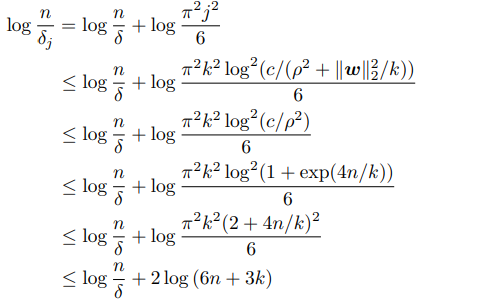 log n/δ_j = log n/δ + log π²j²/6
≤ log n/δ + log π²k² log²(c/(ρ² + ‖w‖₂²/k))/6
≤ log n/δ + log π²k² log²(c/ρ²)/6
≤ log n/δ + log π²k² log²(1 + exp(4n/k))/6
≤ log n/δ + log π²k²(2 + 4n/k)²/6
≤ log n/δ + 2 log (6n + 3k)